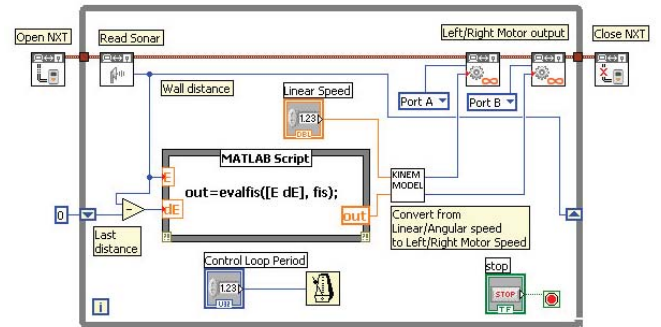 Open NXT
Read Sonar
Left/Right Motor output
Close NXT
Wall distance
Linear Speed
Port A
Port B
1.23
DBL
MATLAB Script
E
out=evalfis([E dE], fis);
dE
out
KINEM
MODEL
0
Last
distance
Convert from
Linear/Angular speed
to Left/Right Motor Speed
Control Loop Period
1.23
U32
stop
STOP
TF
i